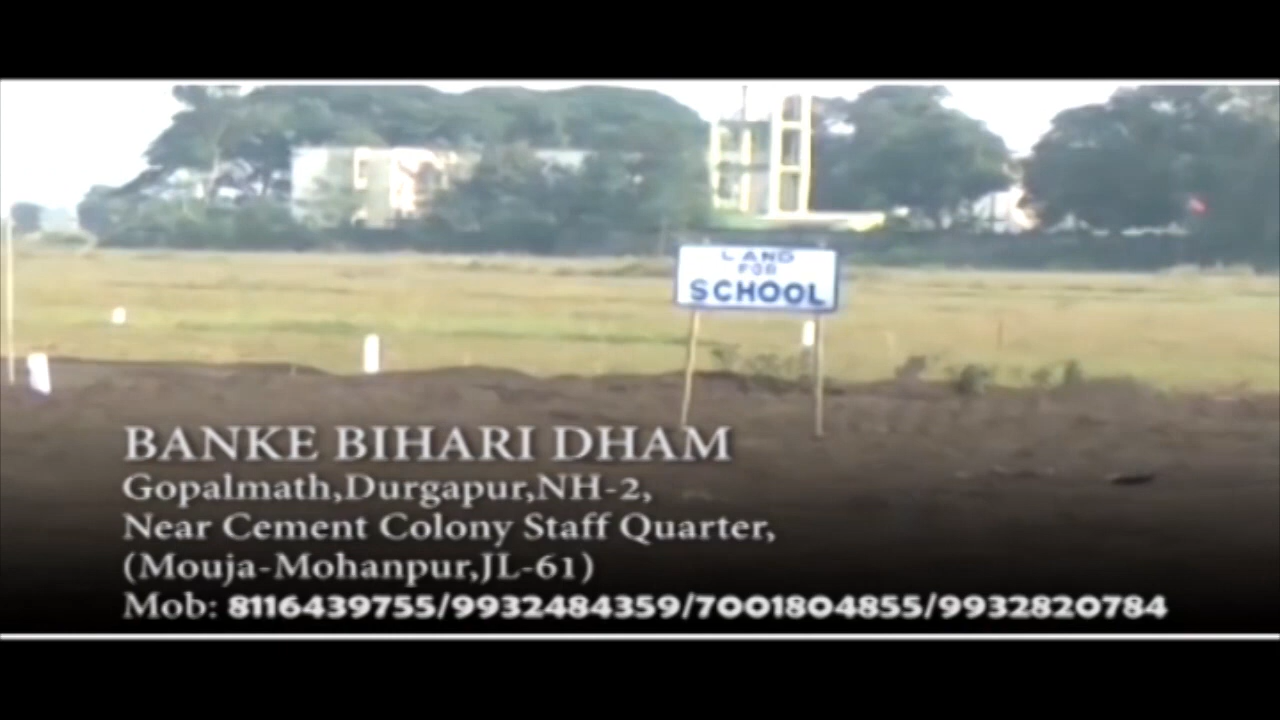 LAND
FOR
SCHOOL
BANKE BIHARI DHAM
Gopalmath,Durgapur,NH-2,
Near Cement Colony Staff Quarter,
(Mouja-Mohanpur,JL-61)
Mob: 8116439755/9932484359/7001804855/9932820784